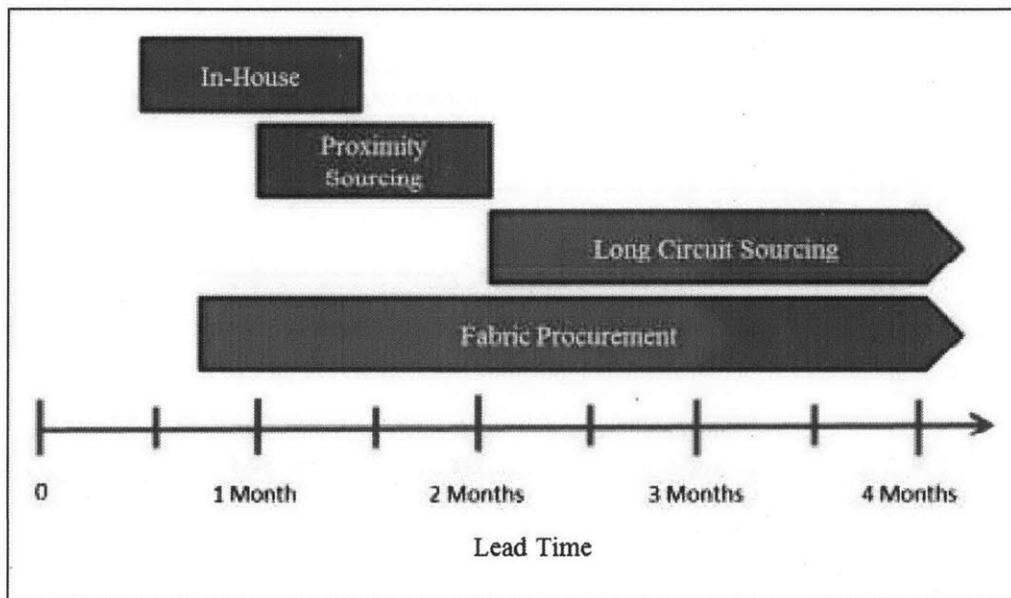 In-House
Proximity
Sourcing
Long Circuit Sourcing
Fabric Procurement
0
1 Month
2 Months
3 Months
4 Months
Lead Time